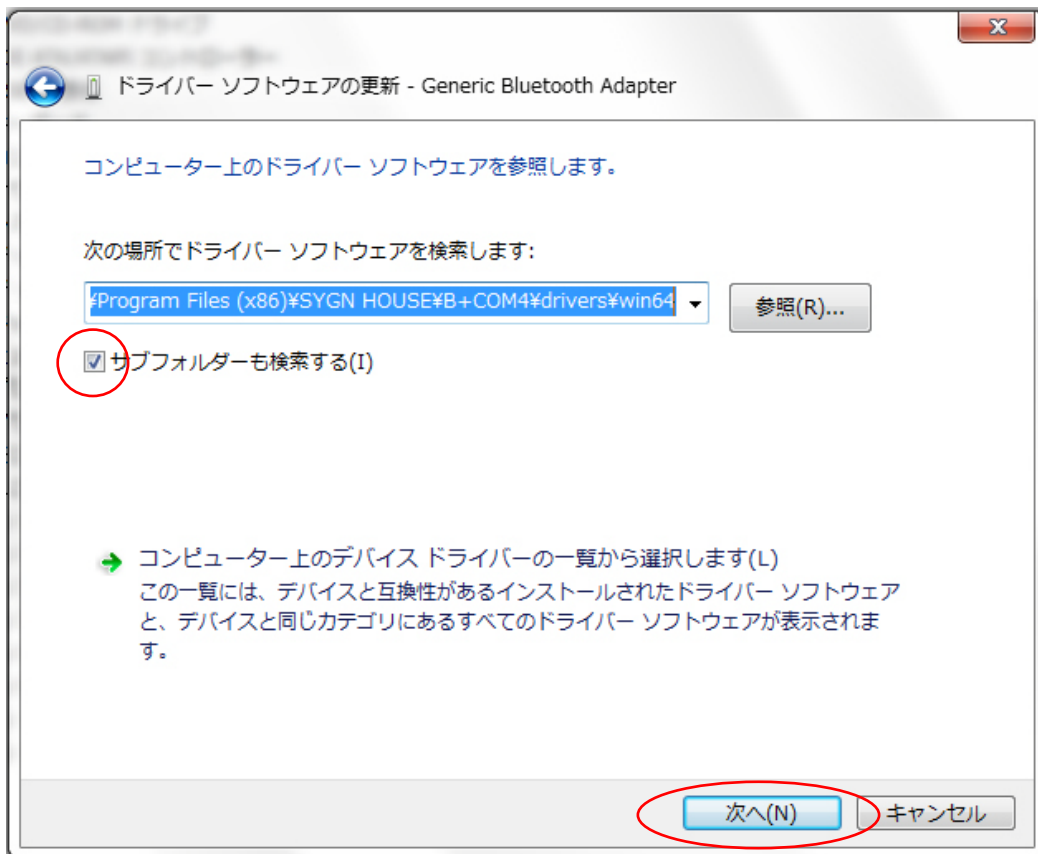 ドライバー ソフトウェアの更新 - Generic Bluetooth Adapter
コンピューター上のドライバー ソフトウェアを参照します。
次の場所でドライバー ソフトウェアを検索します:
¥Program Files (x86)¥SYGN HOUSE¥B+COM4¥drivers¥win64
参照(R)...
サブフォルダーも検索する(I)
コンピューター上のデバイス ドライバーの一覧から選択します(L)
この一覧には、デバイスと互換性があるインストールされたドライバー ソフトウェア
と、デバイスと同じカテゴリにあるすべてのドライバー ソフトウェアが表示されま
す。
次へ(N)
キャンセル